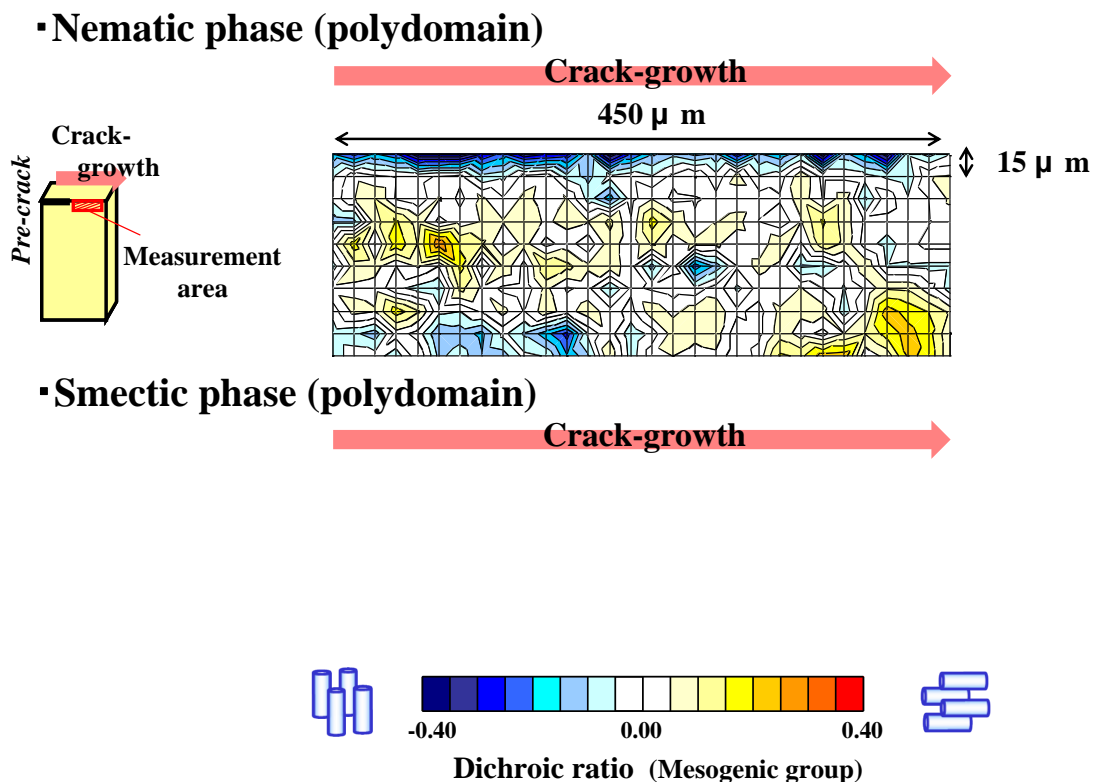 ▪Nematic phase (polydomain)
Crack-growth
450 μ m
15 μ m
Pre-crack
Crack-
growth
Measurement
area
▪Smectic phase (polydomain)
Crack-growth
-0.40
0.00
0.40
Dichroic ratio (Mesogenic group)